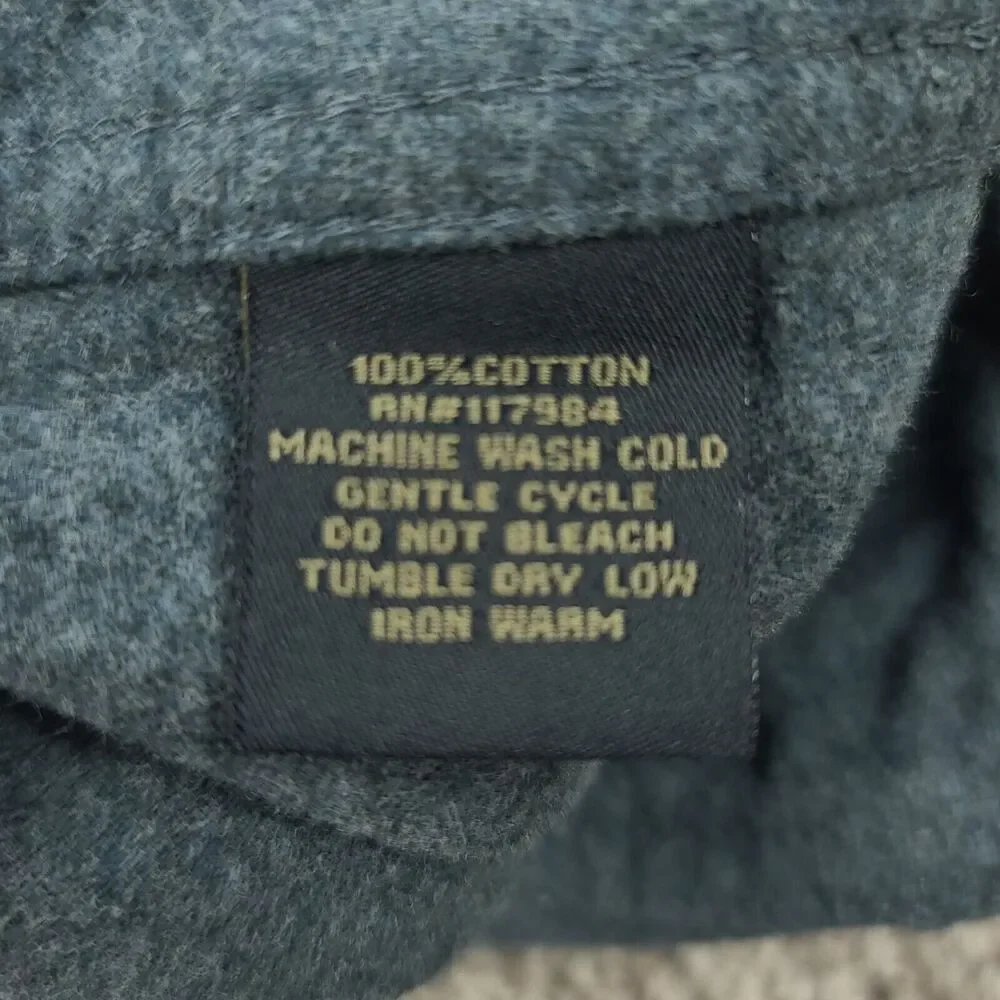 100%COTTON
RN#117984
MACHINE WASH COLD
GENTLE CYCLE
DO NOT BLEACH
TUMBLE DRY LOW
IRON WARM